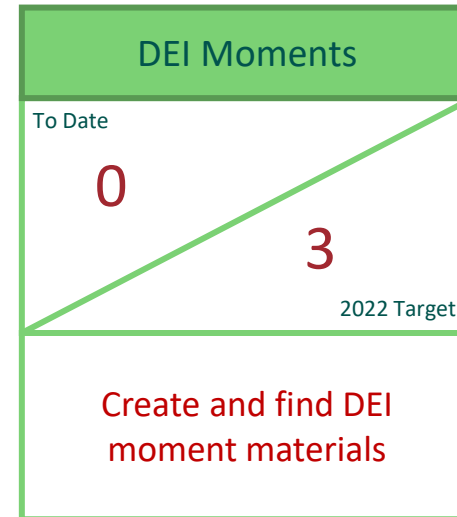 DEI Moments
To Date
0
3
2022 Target
Create and find DEI
moment materials